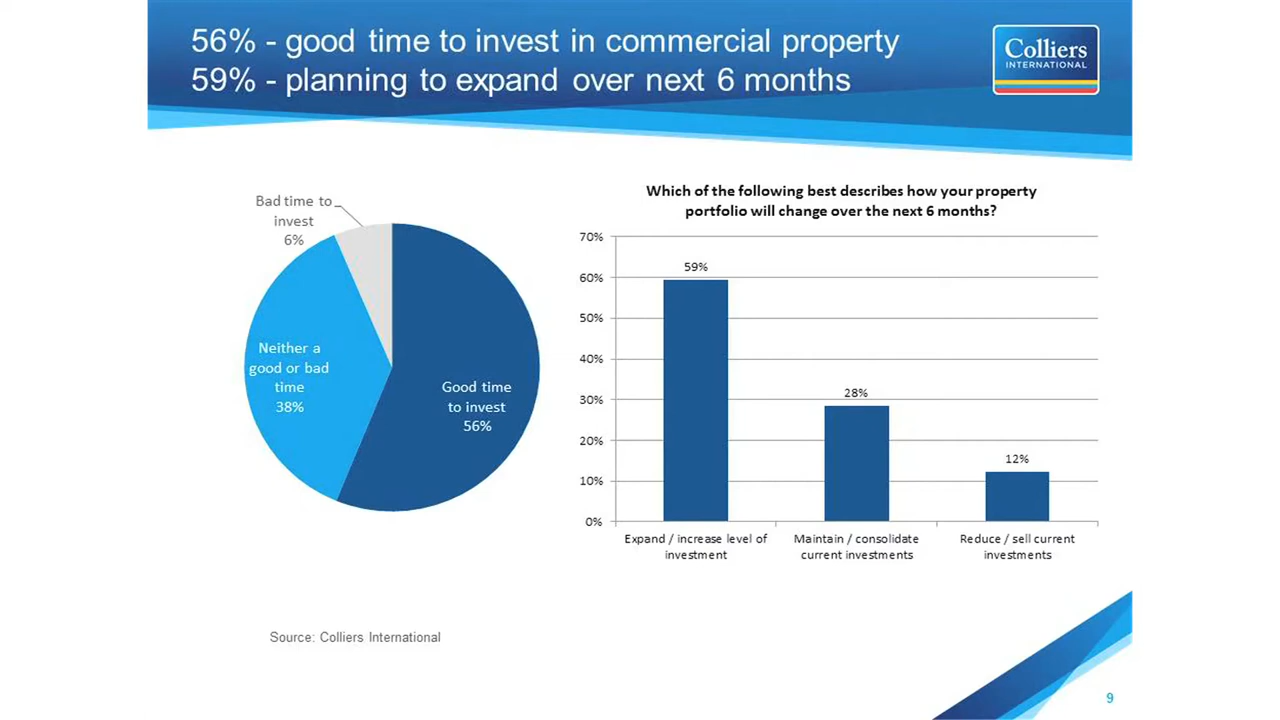 56% - good time to invest in commercial property
59% - planning to expand over next 6 months
Colliers
INTERNATIONAL
Bad time to
invest
6%
Neither a
good or bad
time
38%
Good time
to invest
56%
Which of the following best describes how your property
portfolio will change over the next 6 months?
70%
60%
50%
40%
30%
20%
10%
0%
59%
28%
12%
Expand / increase level of
investment
Maintain / consolidate
current investments
Reduce / sell current
investments
Source: Colliers International
9